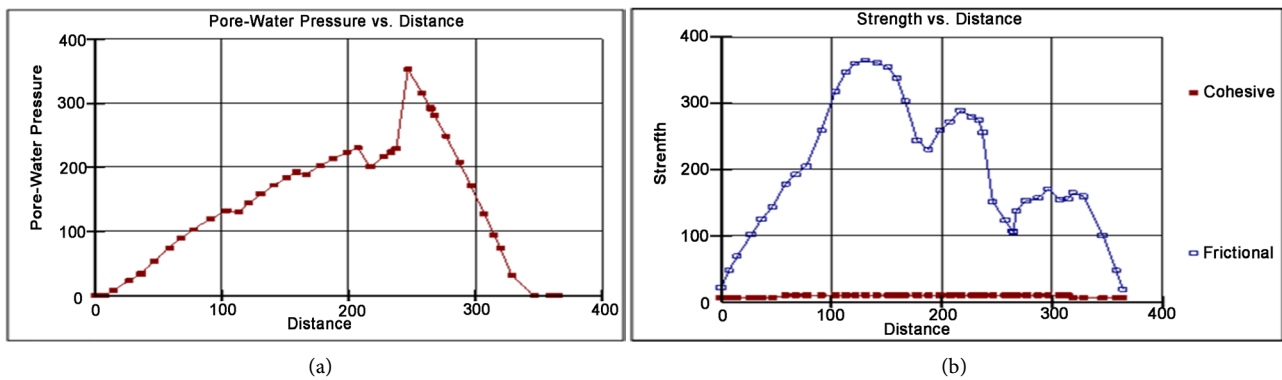 Pore-Water Pressure vs. Distance
Pore-Water Pressure
400
300
200
100
0
0 100 200 300 400
Distance
(a)
Strength vs. Distance
Strenfth
400
300
200
100
0
0 100 200 300 400
Distance
Cohesive
Frictional
(b)